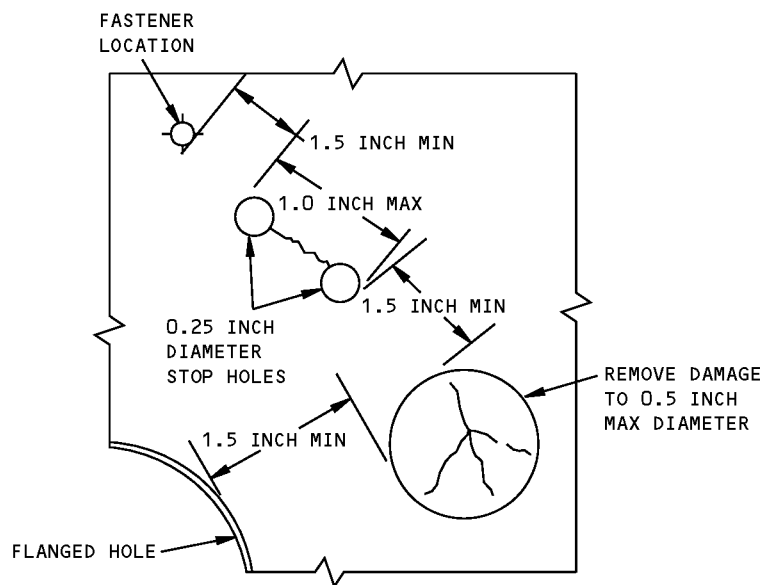 FASTENER
LOCATION
1.5 INCH MIN
1.0 INCH MAX
1.5 INCH MIN
0.25 INCH
DIAMETER
STOP HOLES
REMOVE DAMAGE
TO 0.5 INCH
MAX DIAMETER
1.5 INCH MIN
FLANGED HOLE